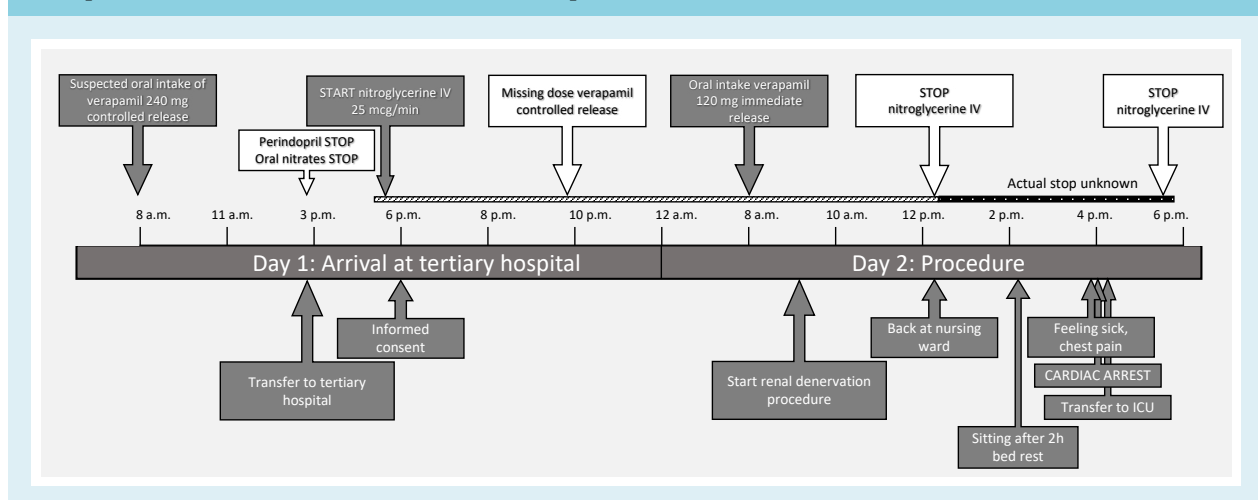 Suspected oral intake of
verapamil 240 mg
controlled release
START nitroglycerine IV
25 mcg/min
Missing dose verapamil
controlled release
Oral intake verapamil
120 mg immediate
release
STOP
nitroglycerine IV
STOP
nitroglycerine IV
Perindopril STOP
Oral nitrates STOP
Actual stop unknown
8 a.m. 11 a.m. 3 p.m. 6 p.m. 8 p.m. 10 p.m. 12 a.m. 8 a.m. 10 a.m. 12 p.m. 2 p.m. 4 p.m. 6 p.m.
Day 1: Arrival at tertiary hospital
Day 2: Procedure
Informed
consent
Transfer to tertiary
hospital
Back at nursing
ward
Start renal denervation
procedure
Feeling sick,
chest pain
CARDIAC ARREST
Transfer to ICU
Sitting after 2h
bed rest